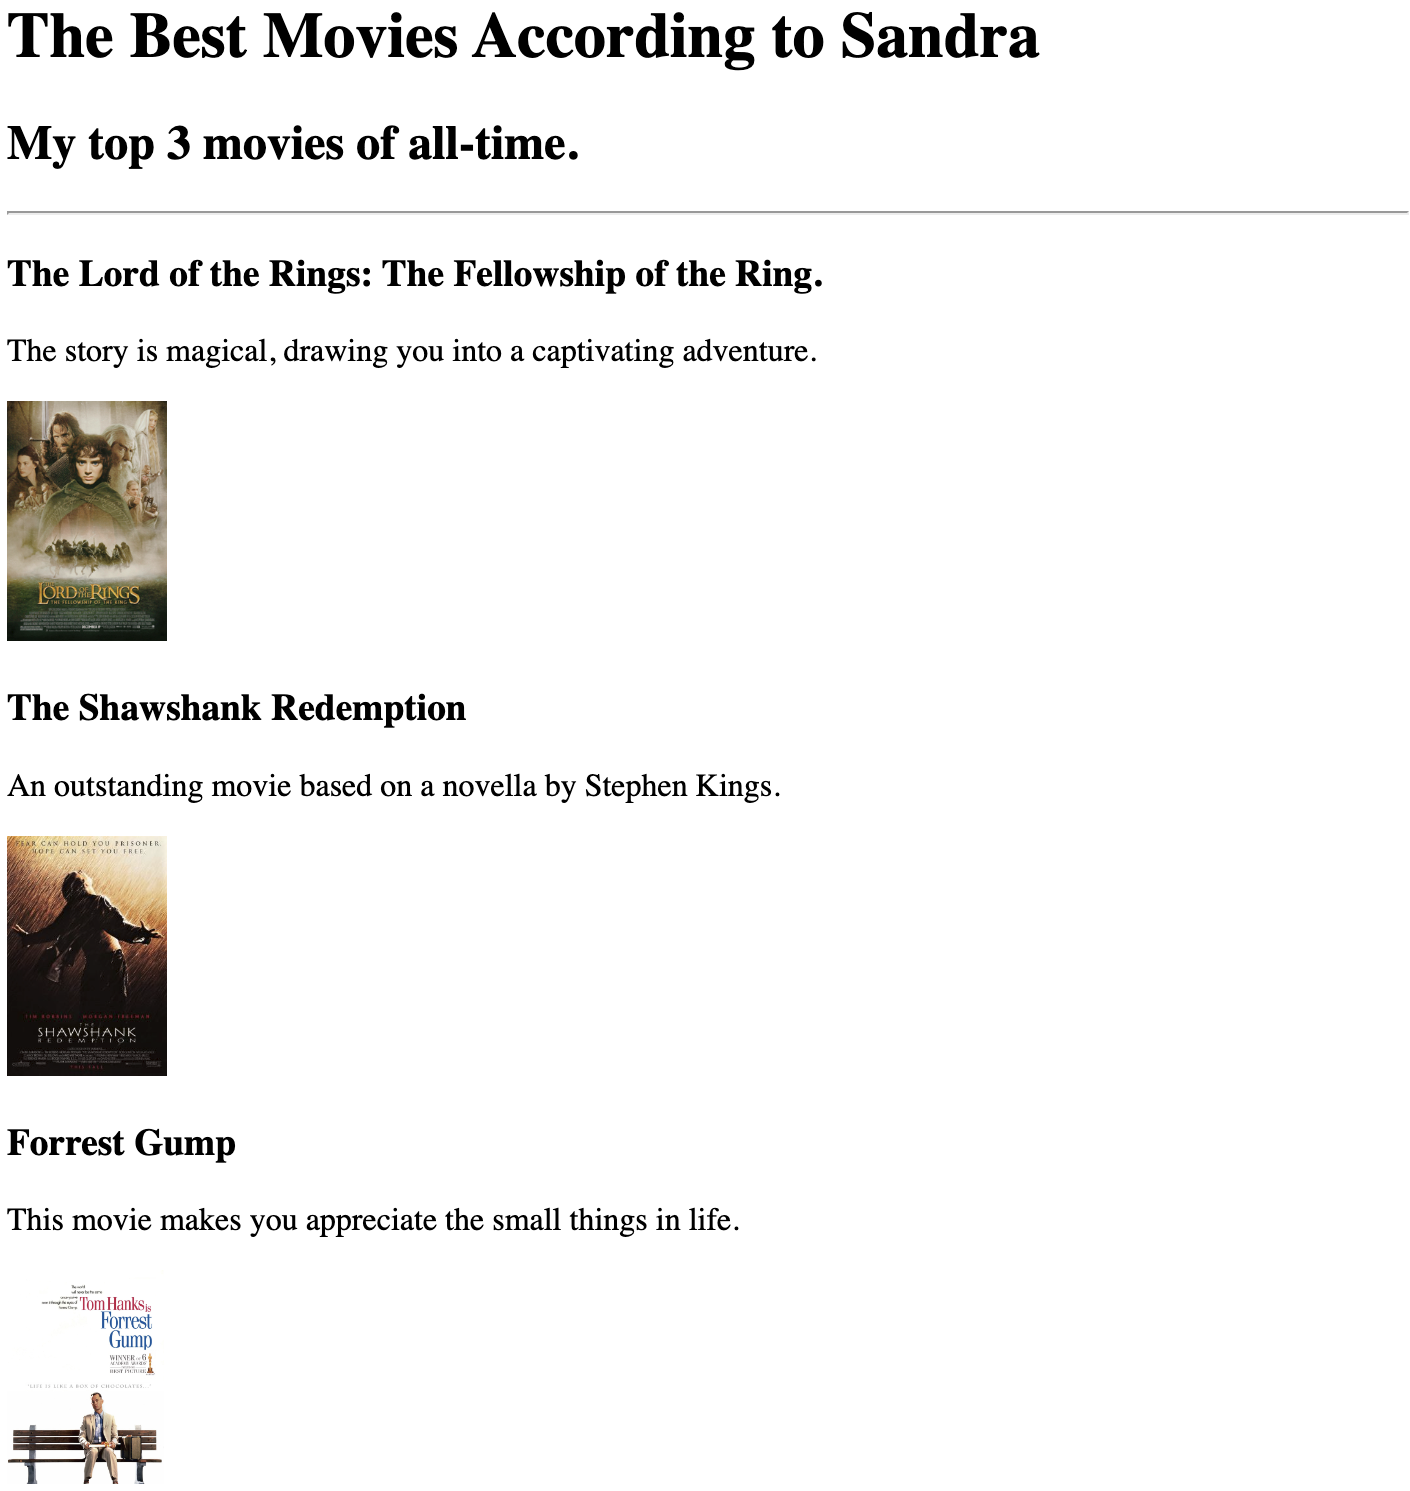 The Best Movies According to Sandra
My top 3 movies of all-time.
The Lord of the Rings: The Fellowship of the Ring.
The story is magical, drawing you into a captivating adventure.
THE
LORD OF THE RINGS
THE FELLOWSHIP OF THE RING
The Shawshank Redemption
An outstanding movie based on a novella by Stephen Kings.
FEAR CAN HOLD YOU PRISONER.
HOPE CAN SET YOU FREE.
TIM ROBBINS MORGAN FREEMAN
THE
SHAWSHANK
REDEMPTION
THIS FALL
Forrest Gump
This movie makes you appreciate the small things in life.
Tom Hanks is
Forrest
Gump
WINNER OF 6
ACADEMY AWARDS
BEST PICTURE
"LIFE IS LIKE A BOX OF CHOCOLATES..."